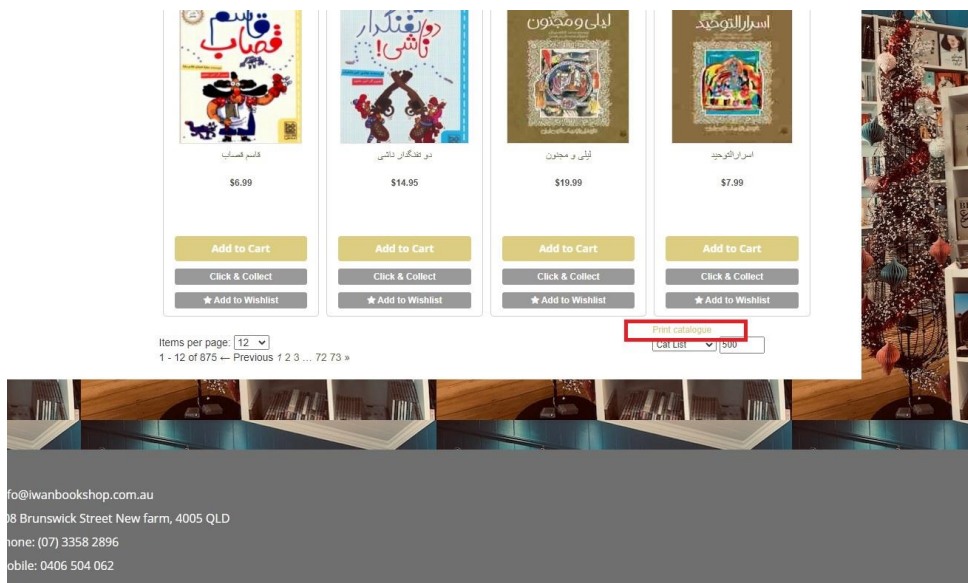 قاسم قصاب
دو تفنگدار ناشی!
لیلی و مجنون
اسرارالتوحید
قاسم قصاب
دو تفنگدار ناشی
لیلی و مجنون
اسرارالتوحید
$6.99
$14.95
$19.99
$7.99
Add to Cart
Add to Cart
Add to Cart
Add to Cart
Click & Collect
Click & Collect
Click & Collect
Click & Collect
★ Add to Wishlist
★ Add to Wishlist
★ Add to Wishlist
★ Add to Wishlist
Print catalogue
Items per page: 12
Cat List 500
1 - 12 of 875 ← Previous 1 2 3 … 72 73 »
fo@iwanbookshop.com.au
08 Brunswick Street New farm, 4005 QLD
hone: (07) 3358 2896
obile: 0406 504 062